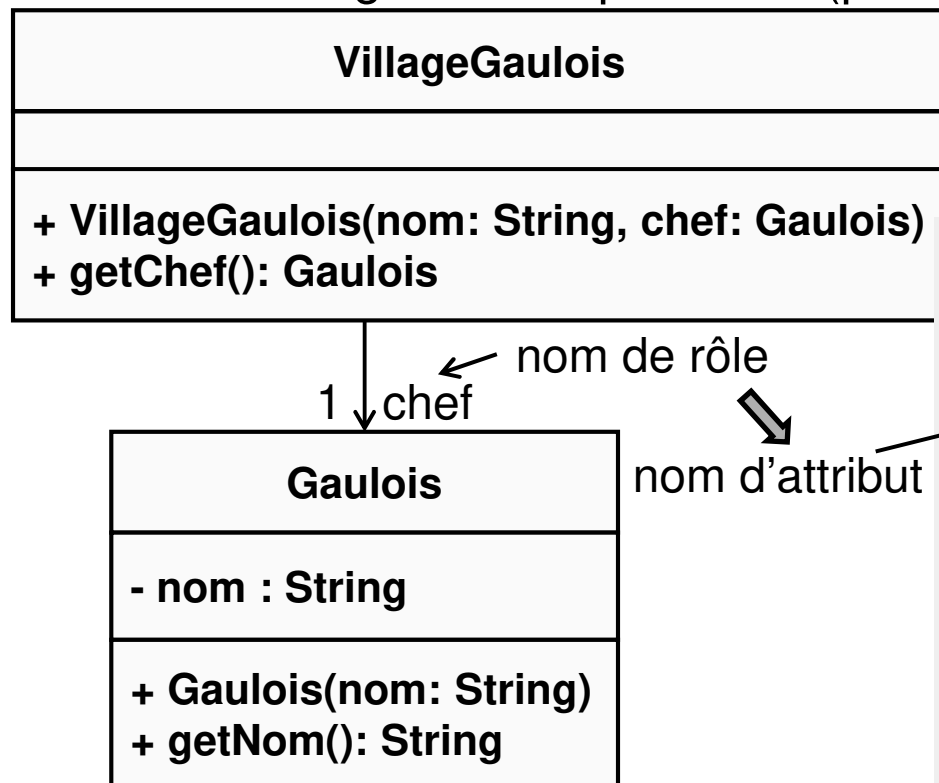 VillageGaulois
+ VillageGaulois(nom: String, chef: Gaulois)
+ getChef(): Gaulois
nom de rôle
1 chef
nom d'attribut
Gaulois
- nom : String
+ Gaulois(nom: String)
+ getNom(): String